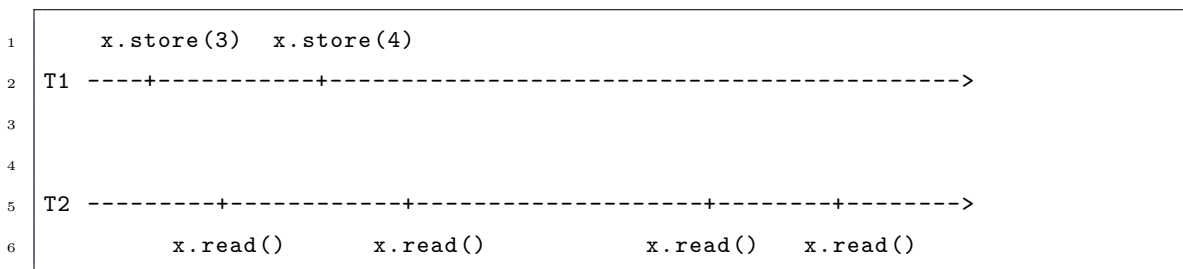 1 x.store(3) x.store(4)
2 T1 ----+-----------+--------------------------------------------> 
3
4
5 T2 ---------+------------+--------------------+--------+-------->
6 x.read() x.read() x.read() x.read()